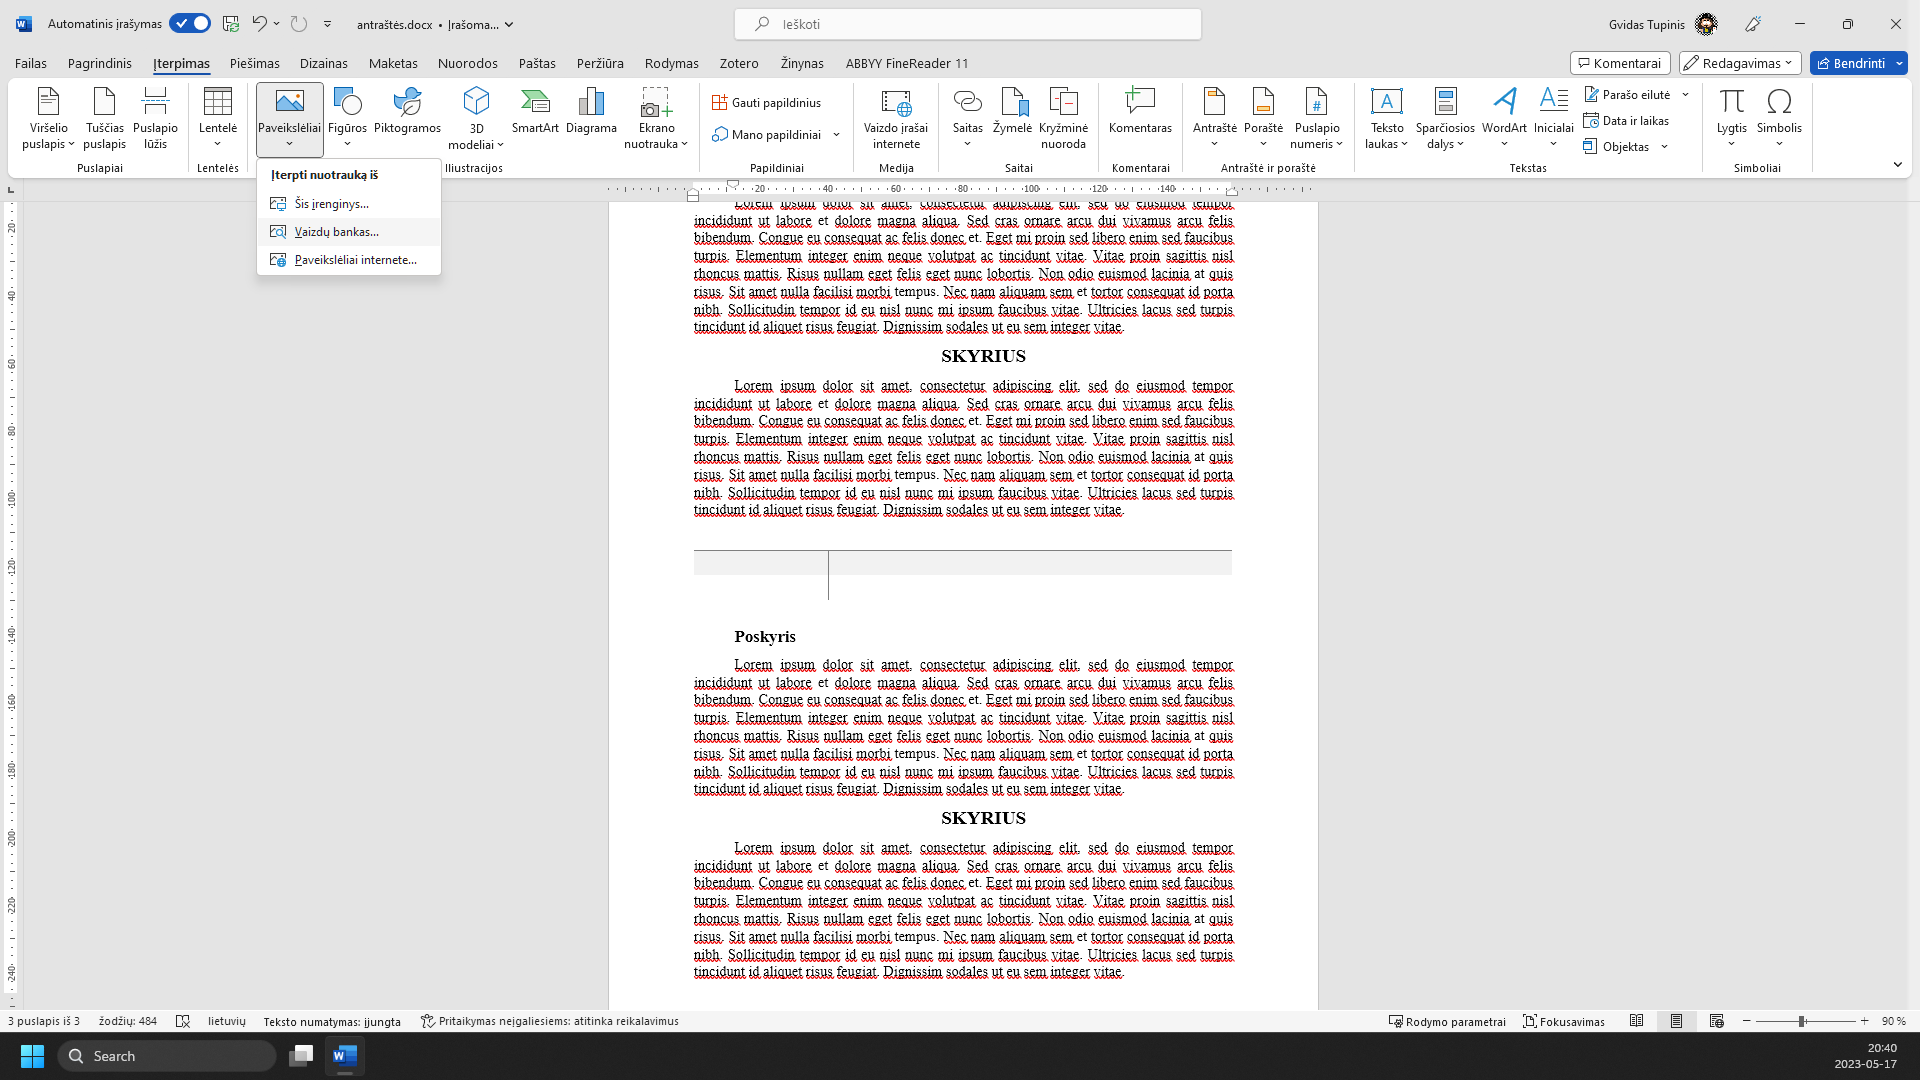 Automatinis įrašymas
antraštės.docx • Įrašoma...
Ieškoti
Gvidas Tupinis
Failas Pagrindinis Įterpimas Piešimas Dizainas Maketas Nuorodos Paštas Peržiūra Rodymas Zotero Žinynas ABBYY FineReader 11
Komentarai Redagavimas Bendrinti
Viršelio puslapis
Tuščias puslapis
Puslapio lūžis
Puslapiai
Lentelė
Lentelės
Paveikslėliai
Figūros
Piktogramos
3D modeliai
SmartArt
Diagrama
Ekrano nuotrauka
Iliustracijos
Gauti papildinius
Mano papildiniai
Papildiniai
Vaizdo įrašai internete
Medija
Saitas
Žymelė
Kryžminė nuoroda
Saitai
Komentaras
Komentarai
Antraštė
Poraštė
Puslapio numeris
Antraštė ir poraštė
Teksto laukas
Sparčiosios dalys
WordArt
Inicialai
Parašo eilutė
Data ir laikas
Objektas
Tekstas
Lygtis
Simbolis
Simboliai
Įterpti nuotrauką iš
Šis įrenginys...
Vaizdų bankas...
Paveikslėliai internete...
20 40 60 80 100 120 140
20
40
60
80
100
120
140
160
180
200
220
240
Lorem ipsum dolor sit amet, consectetur adipiscing elit, sed do eiusmod tempor
incididunt ut labore et dolore magna aliqua. Sed cras ornare arcu dui vivamus arcu felis
bibendum. Congue eu consequat ac felis donec et. Eget mi proin sed libero enim sed faucibus
turpis. Elementum integer enim neque volutpat ac tincidunt vitae. Vitae proin sagittis nisl
rhoncus mattis. Risus nullam eget felis eget nunc lobortis. Non odio euismod lacinia at quis
risus. Sit amet nulla facilisi morbi tempus. Nec nam aliquam sem et tortor consequat id porta
nibh. Sollicitudin tempor id eu nisl nunc mi ipsum faucibus vitae. Ultricies lacus sed turpis
tincidunt id aliquet risus feugiat. Dignissim sodales ut eu sem integer vitae.
SKYRIUS
Lorem ipsum dolor sit amet, consectetur adipiscing elit, sed do eiusmod tempor
incididunt ut labore et dolore magna aliqua. Sed cras ornare arcu dui vivamus arcu felis
bibendum. Congue eu consequat ac felis donec et. Eget mi proin sed libero enim sed faucibus
turpis. Elementum integer enim neque volutpat ac tincidunt vitae. Vitae proin sagittis nisl
rhoncus mattis. Risus nullam eget felis eget nunc lobortis. Non odio euismod lacinia at quis
risus. Sit amet nulla facilisi morbi tempus. Nec nam aliquam sem et tortor consequat id porta
nibh. Sollicitudin tempor id eu nisl nunc mi ipsum faucibus vitae. Ultricies lacus sed turpis
tincidunt id aliquet risus feugiat. Dignissim sodales ut eu sem integer vitae.
Poskyris
Lorem ipsum dolor sit amet, consectetur adipiscing elit, sed do eiusmod tempor
incididunt ut labore et dolore magna aliqua. Sed cras ornare arcu dui vivamus arcu felis
bibendum. Congue eu consequat ac felis donec et. Eget mi proin sed libero enim sed faucibus
turpis. Elementum integer enim neque volutpat ac tincidunt vitae. Vitae proin sagittis nisl
rhoncus mattis. Risus nullam eget felis eget nunc lobortis. Non odio euismod lacinia at quis
risus. Sit amet nulla facilisi morbi tempus. Nec nam aliquam sem et tortor consequat id porta
nibh. Sollicitudin tempor id eu nisl nunc mi ipsum faucibus vitae. Ultricies lacus sed turpis
tincidunt id aliquet risus feugiat. Dignissim sodales ut eu sem integer vitae.
SKYRIUS
Lorem ipsum dolor sit amet, consectetur adipiscing elit, sed do eiusmod tempor
incididunt ut labore et dolore magna aliqua. Sed cras ornare arcu dui vivamus arcu felis
bibendum. Congue eu consequat ac felis donec et. Eget mi proin sed libero enim sed faucibus
turpis. Elementum integer enim neque volutpat ac tincidunt vitae. Vitae proin sagittis nisl
rhoncus mattis. Risus nullam eget felis eget nunc lobortis. Non odio euismod lacinia at quis
risus. Sit amet nulla facilisi morbi tempus. Nec nam aliquam sem et tortor consequat id porta
nibh. Sollicitudin tempor id eu nisl nunc mi ipsum faucibus vitae. Ultricies lacus sed turpis
tincidunt id aliquet risus feugiat. Dignissim sodales ut eu sem integer vitae.
3 puslapis iš 3 žodžių: 484 lietuvių Teksto numatymas: įjungta Pritaikymas neįgaliesiems: atitinka reikalavimus Rodymo parametrai Fokusavimas 90 %
Search
20:40
2023-05-17